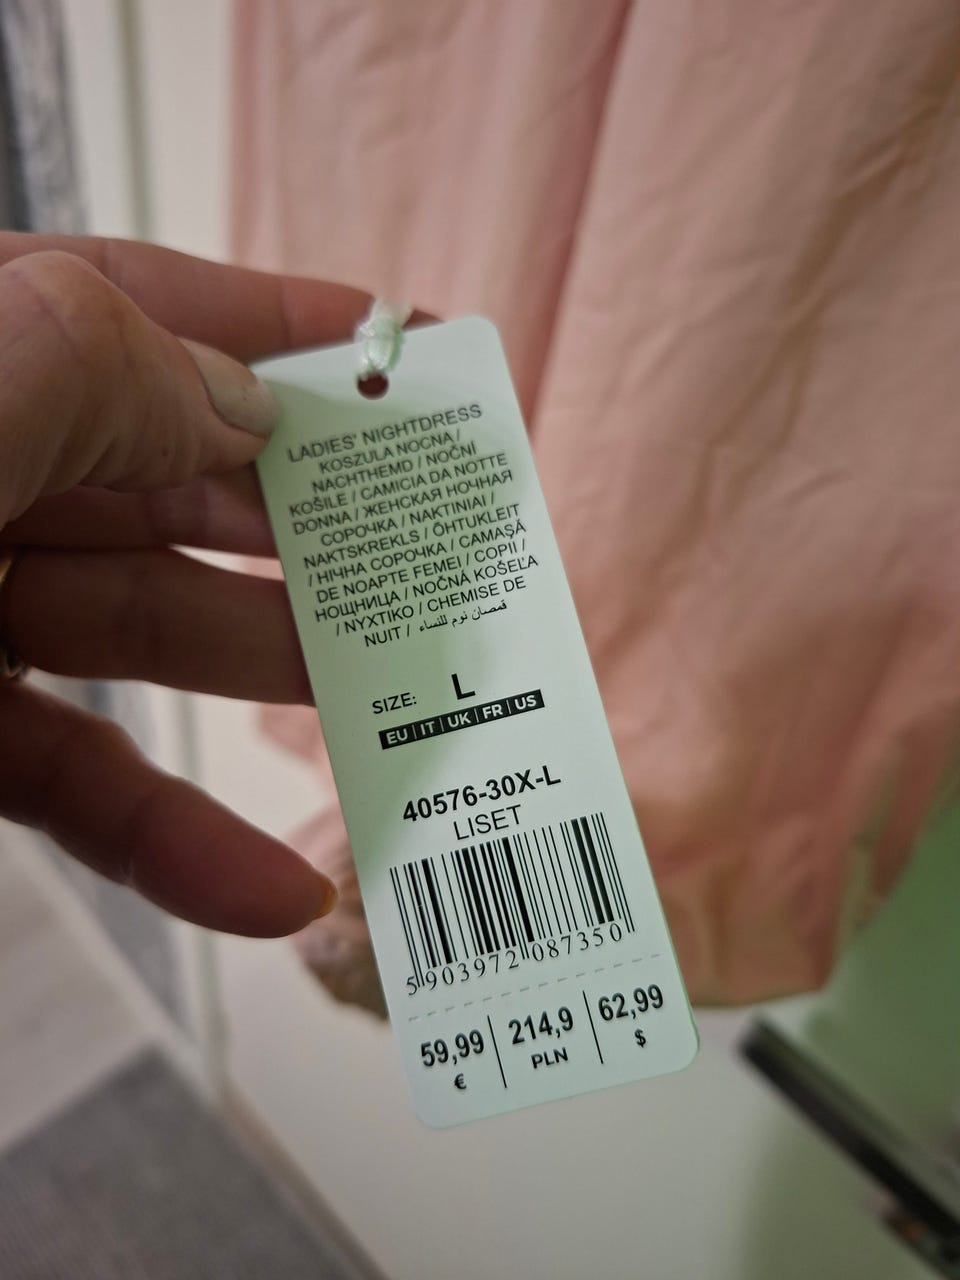 LADIES' NIGHTDRESS
KOSZULA NOCNA /
NACHTHEMD / NOČNÍ
KOŠILE / CAMICIA DA NOTTE
DONNA / ЖЕНСКАЯ НОЧНАЯ
СОРОЧКА / NAKTINIAI /
NAKTSKREKLS / ÖHTUKLEIT
/ НІЧНА СОРОЧКА / CAMAȘĂ
DE NOAPTE FEMEI / COPII /
НОЩНИЦА / NOČNÁ KOŠEĽA
/ NYXTIKO / CHEMISE DE
NUIT / قمصان نوم للنساء
SIZE: L
EU | IT | UK | FR | US
40576-30X-L
LISET
5 903972 087350
59,99 | 214,9 | 62,99
€ PLN $